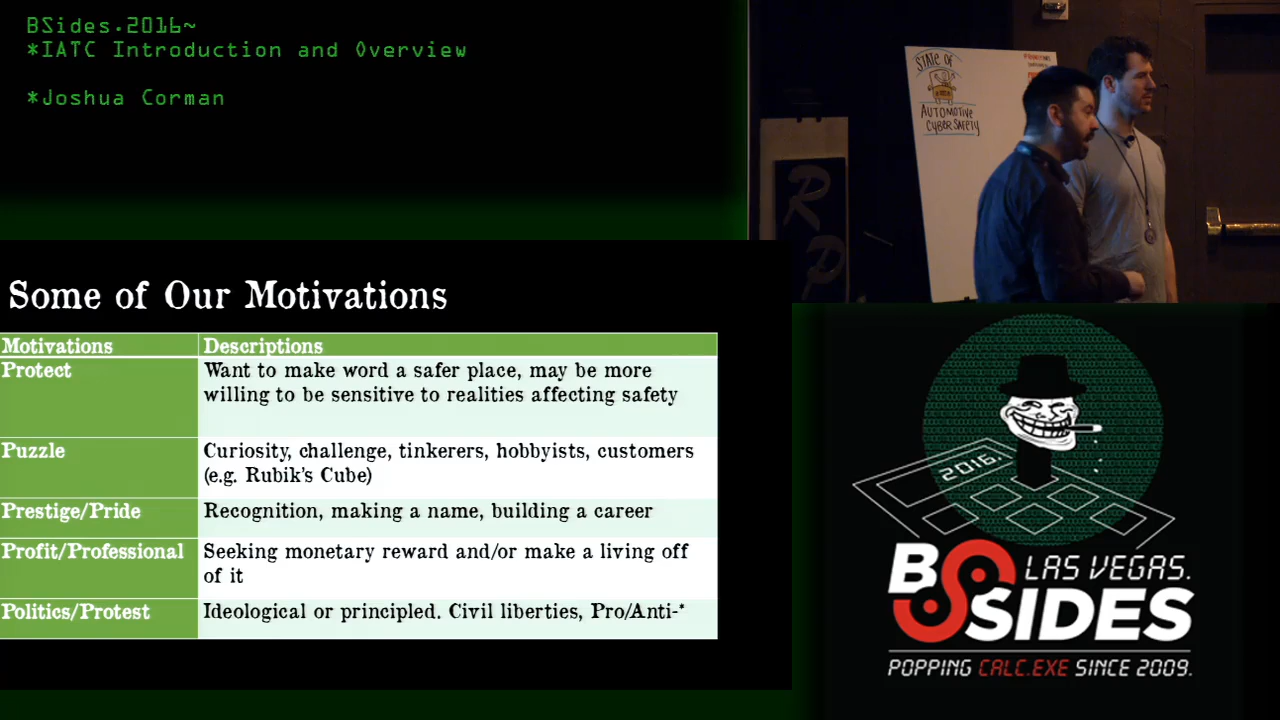 BSides.2016~
*IATC Introduction and Overview
*Joshua Corman
STATE OF
AUTOMOTIVE
CYBER SAFETY
RP
Some of Our Motivations
Motivations Descriptions
Protect Want to make word a safer place, may be more
willing to be sensitive to realities affecting safety
Puzzle Curiosity, challenge, tinkerers, hobbyists, customers
(e.g. Rubik's Cube)
Prestige/Pride Recognition, making a name, building a career
Profit/Professional Seeking monetary reward and/or make a living off
of it
Politics/Protest Ideological or principled. Civil liberties, Pro/Anti-*
2016.
BSIDES LAS VEGAS.
POPPING CALC.EXE SINCE 2009.